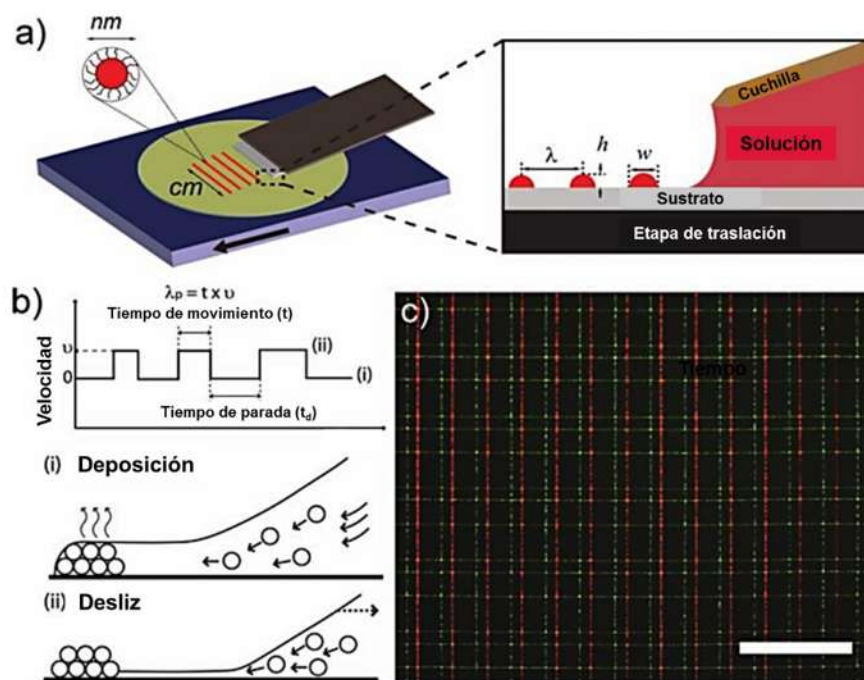 a)
nm
cm
Cuchilla
Solución
λ
h
w
Sustrato
Etapa de traslación
b)
λp = t x υ
Tiempo de movimiento (t)
υ
(ii)
0
(i)
Velocidad
Tiempo de parada (td)
(i) Deposición
(ii) Desliz
c)
Tiempo